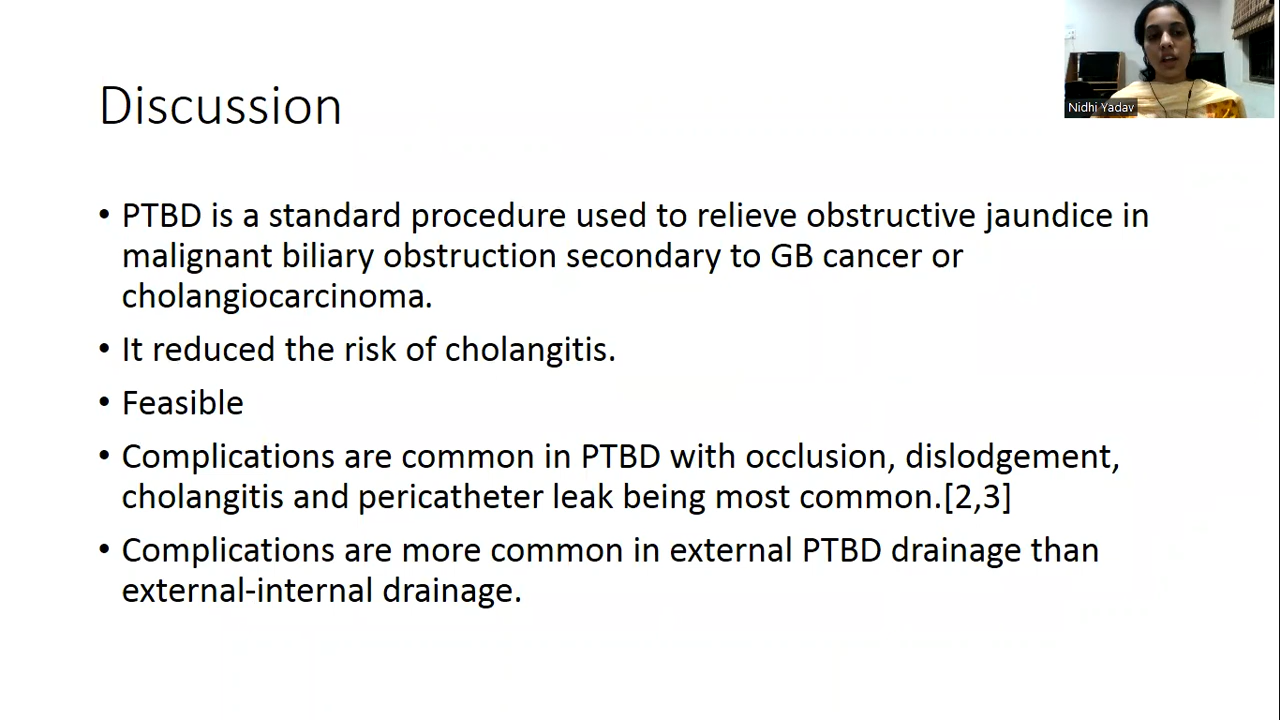 Nidhi Yadav
Discussion
• PTBD is a standard procedure used to relieve obstructive jaundice in
malignant biliary obstruction secondary to GB cancer or
cholangiocarcinoma.
• It reduced the risk of cholangitis.
• Feasible
• Complications are common in PTBD with occlusion, dislodgement,
cholangitis and pericatheter leak being most common.[2,3]
• Complications are more common in external PTBD drainage than
external-internal drainage.